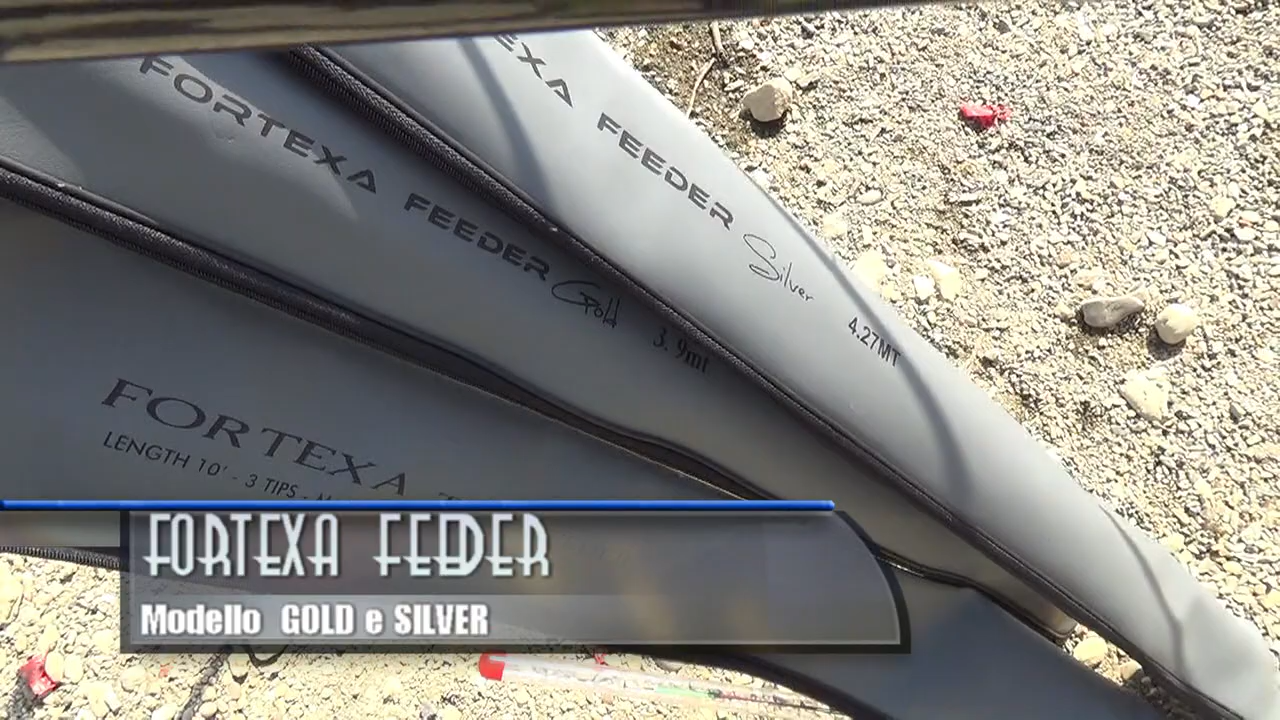 EXA FEEDER Silver 4.27MT
FORTEXA FEEDER Gold 3.9mt
FORTEXA
LENGTH 10' - 3 TIPS -
FORTEXA FEEDER
Modello GOLD e SILVER